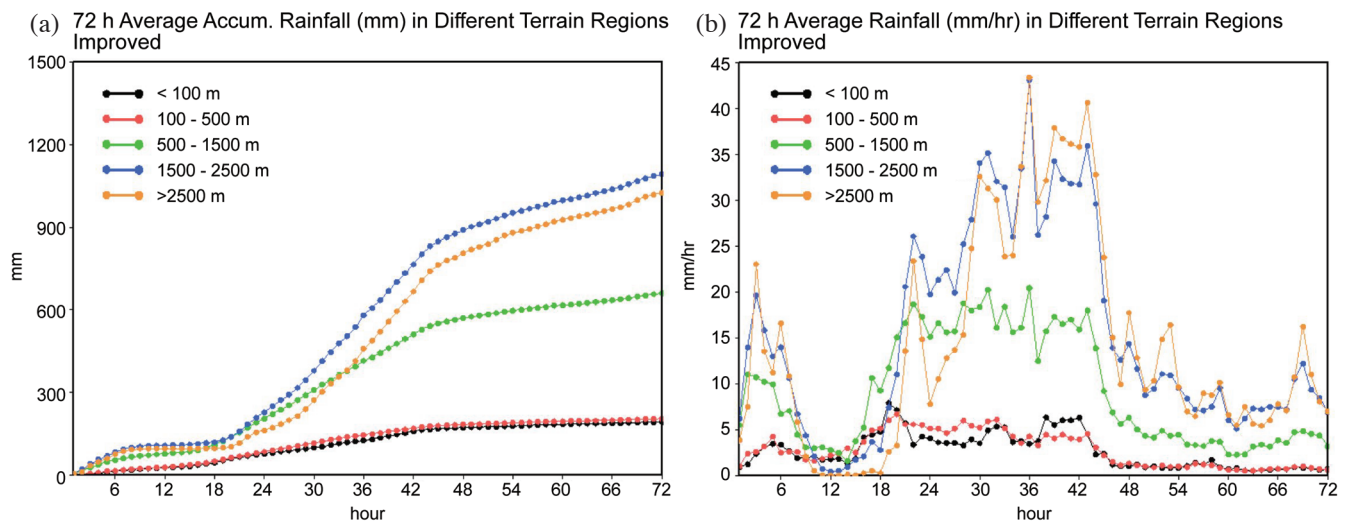 (a) 72 h Average Accum. Rainfall (mm) in Different Terrain Regions
Improved
1500
1200
900
600
300
0
mm
< 100 m
100 - 500 m
500 - 1500 m
1500 - 2500 m
>2500 m
6 12 18 24 30 36 42 48 54 60 66 72
hour
(b) 72 h Average Rainfall (mm/hr) in Different Terrain Regions
Improved
45
40
35
30
25
20
15
10
5
0
mm/hr
< 100 m
100 - 500 m
500 - 1500 m
1500 - 2500 m
>2500 m
6 12 18 24 30 36 42 48 54 60 66 72
hour